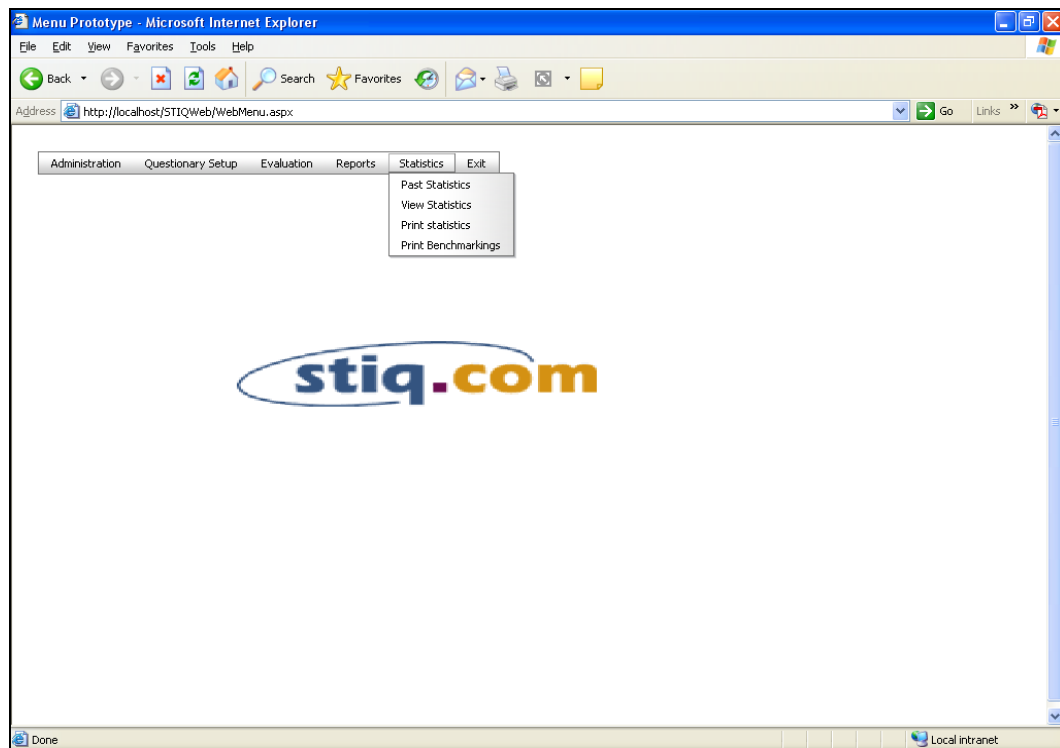 Menu Prototype - Microsoft Internet Explorer
File Edit View Favorites Tools Help
Back Search Favorites
Address http://localhost/STIQWeb/WebMenu.aspx Go Links »
Administration Questionary Setup Evaluation Reports Statistics Exit
Past Statistics
View Statistics
Print statistics
Print Benchmarkings
stiq.com
Done Local intranet